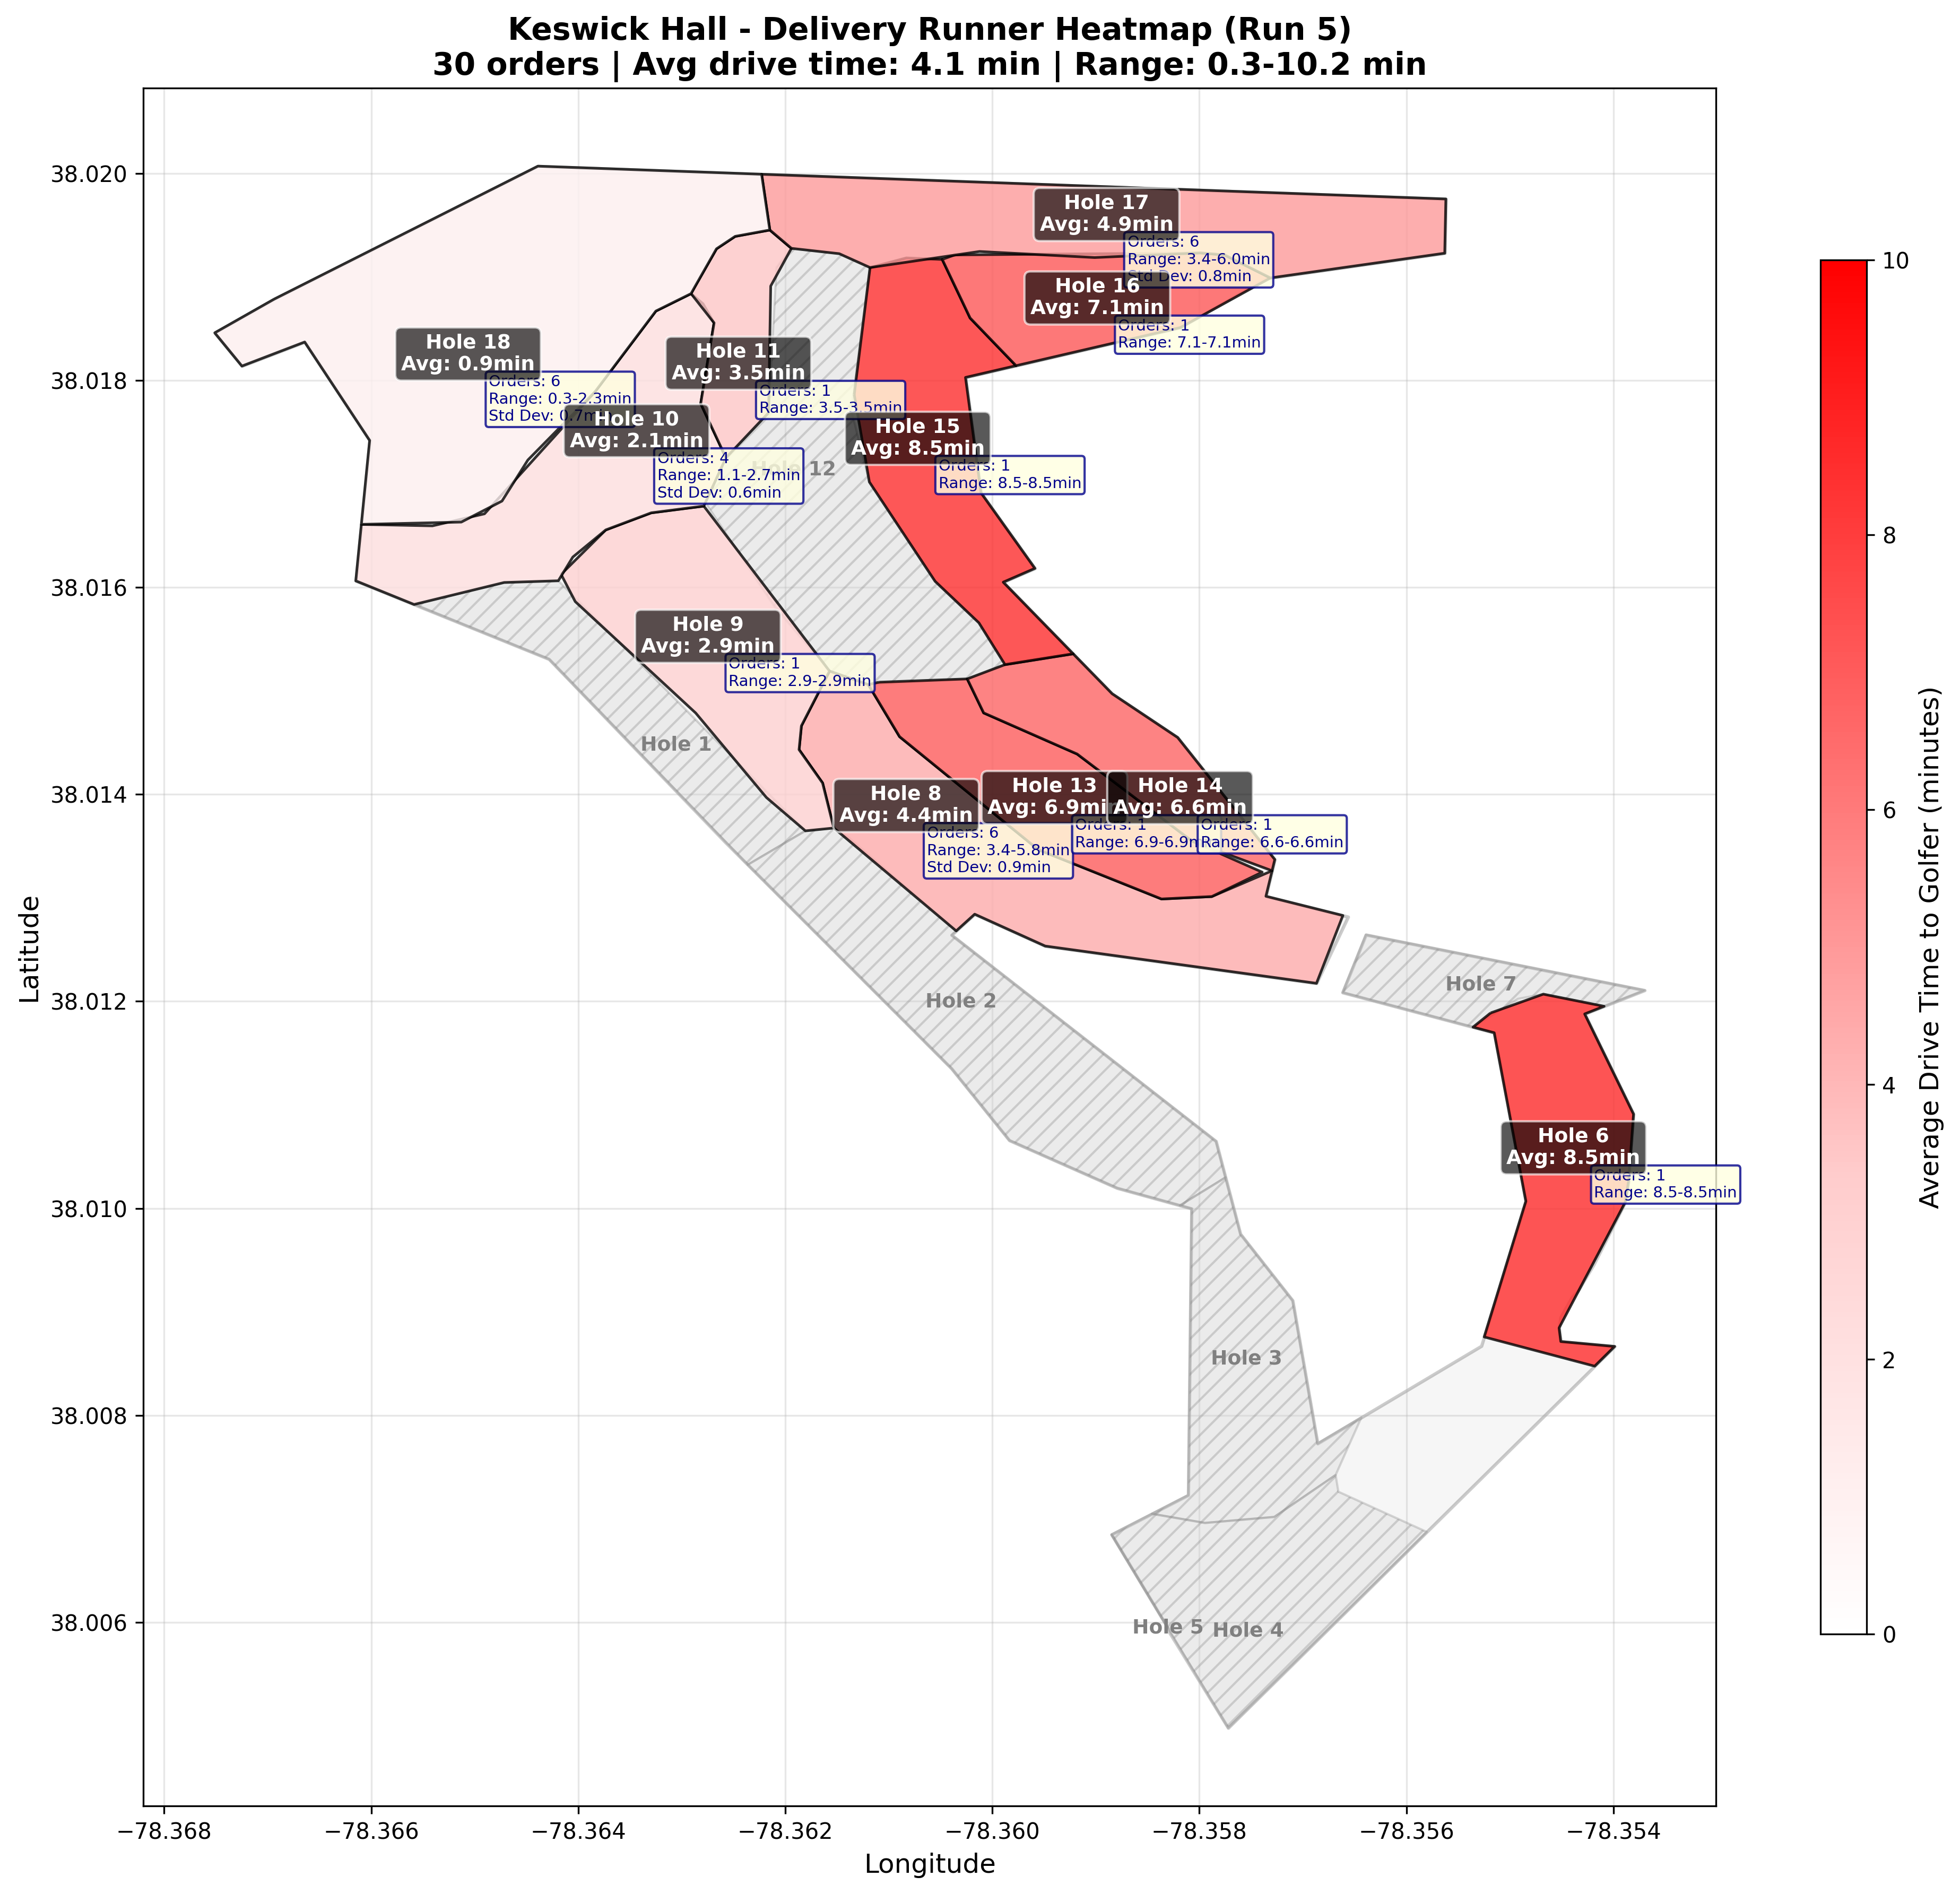 Keswick Hall - Delivery Runner Heatmap (Run 5)
30 orders | Avg drive time: 4.1 min | Range: 0.3-10.2 min
Hole 17
Avg: 4.9min
Orders: 6
Range: 3.4-6.0min
Std Dev: 0.8min
Hole 16
Avg: 7.1min
Orders: 1
Range: 7.1-7.1min
Hole 18
Avg: 0.9min
Orders: 6
Range: 0.3-2.3min
Std Dev: 0.7min
Hole 11
Avg: 3.5min
Orders: 1
Range: 3.5-3.5min
Hole 10
Avg: 2.1min
Orders: 4
Range: 1.1-2.7min
Std Dev: 0.6min
Hole 12
Hole 15
Avg: 8.5min
Orders: 1
Range: 8.5-8.5min
Hole 9
Avg: 2.9min
Orders: 1
Range: 2.9-2.9min
Hole 1
Hole 8
Avg: 4.4min
Orders: 6
Range: 3.4-5.8min
Std Dev: 0.9min
Hole 13
Avg: 6.9min
Orders: 1
Range: 6.9-6.9m
Hole 14
Avg: 6.6min
Orders: 1
Range: 6.6-6.6min
Hole 2
Hole 7
Hole 6
Avg: 8.5min
Orders: 1
Range: 8.5-8.5min
Hole 3
Hole 5
Hole 4
38.020
38.018
38.016
38.014
38.012
38.010
38.008
38.006
Latitude
−78.368
−78.366
−78.364
−78.362
−78.360
−78.358
−78.356
−78.354
Longitude
10
8
6
4
2
0
Average Drive Time to Golfer (minutes)